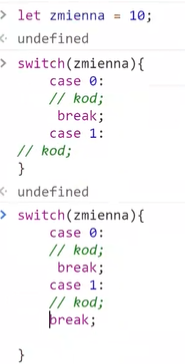 > let zmienna = 10;
< undefined
> switch(zmienna){
case 0:
// kod;
break;
case 1:
// kod;
}
< undefined
> switch(zmienna){
case 0:
// kod;
break;
case 1:
// kod;
break;
}